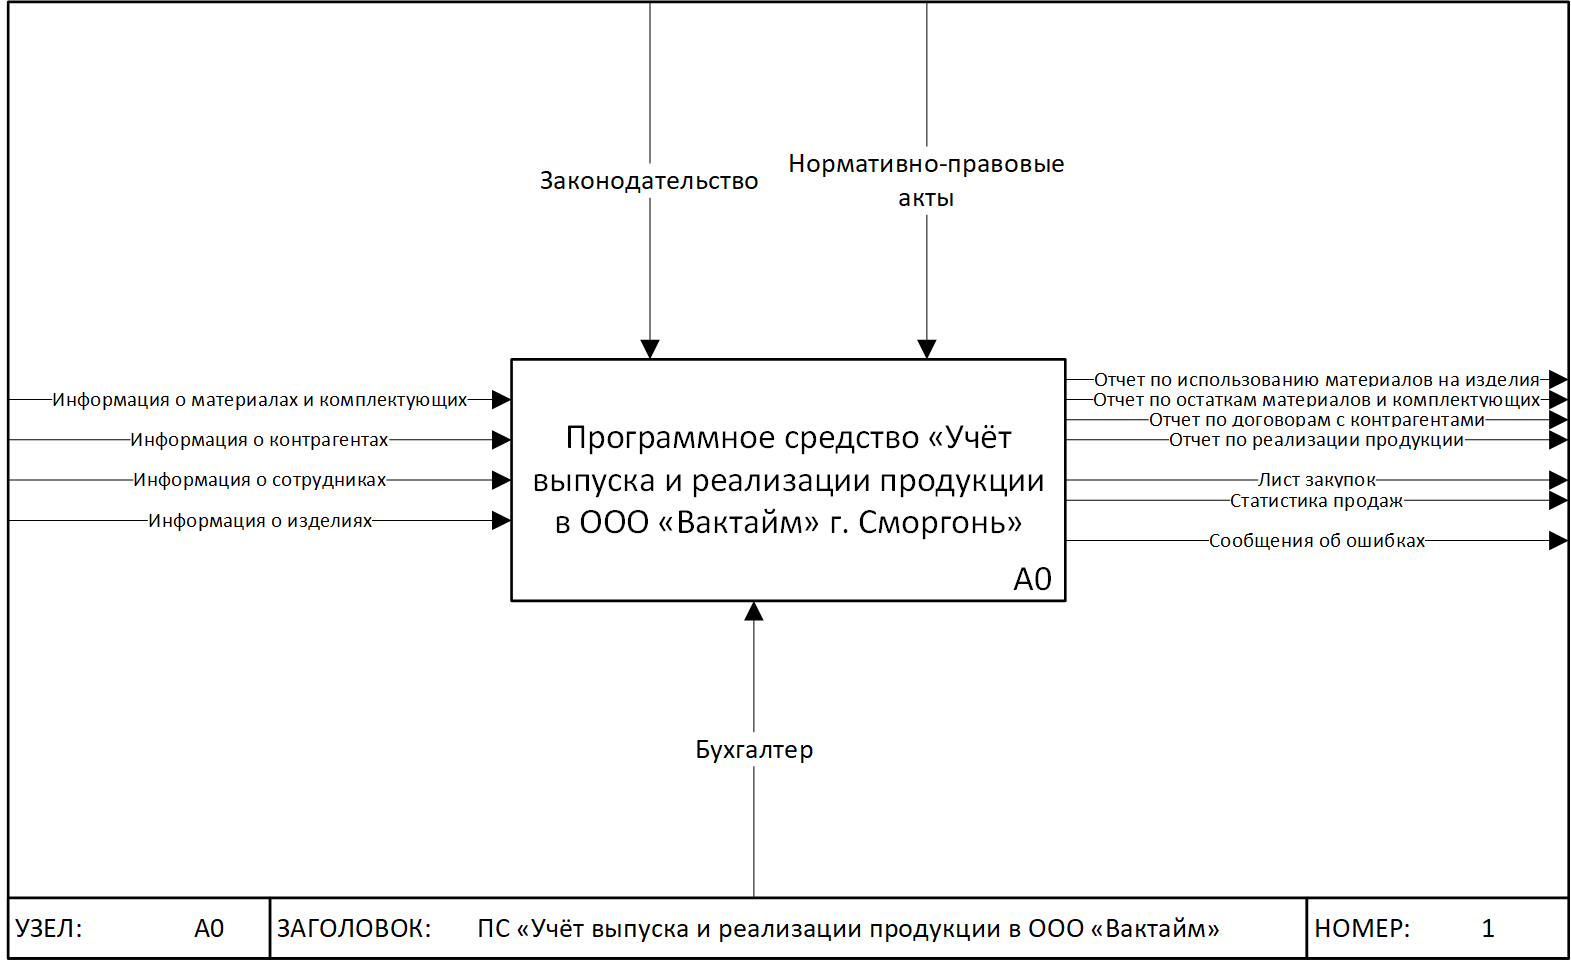 Законодательство
Нормативно-правовые
акты
Информация о материалах и комплектующих
Информация о контрагентах
Информация о сотрудниках
Информация о изделиях
Программное средство «Учёт
выпуска и реализации продукции
в ООО «Вактайм» г. Сморгонь»
A0
Отчет по использованию материалов на изделия
Отчет по остаткам материалов и комплектующих
Отчет по договорам с контрагентами
Отчет по реализации продукции
Лист закупок
Статистика продаж
Сообщения об ошибках
Бухгалтер
УЗЕЛ: A0 ЗАГОЛОВОК: ПС «Учёт выпуска и реализации продукции в ООО «Вактайм» НОМЕР: 1